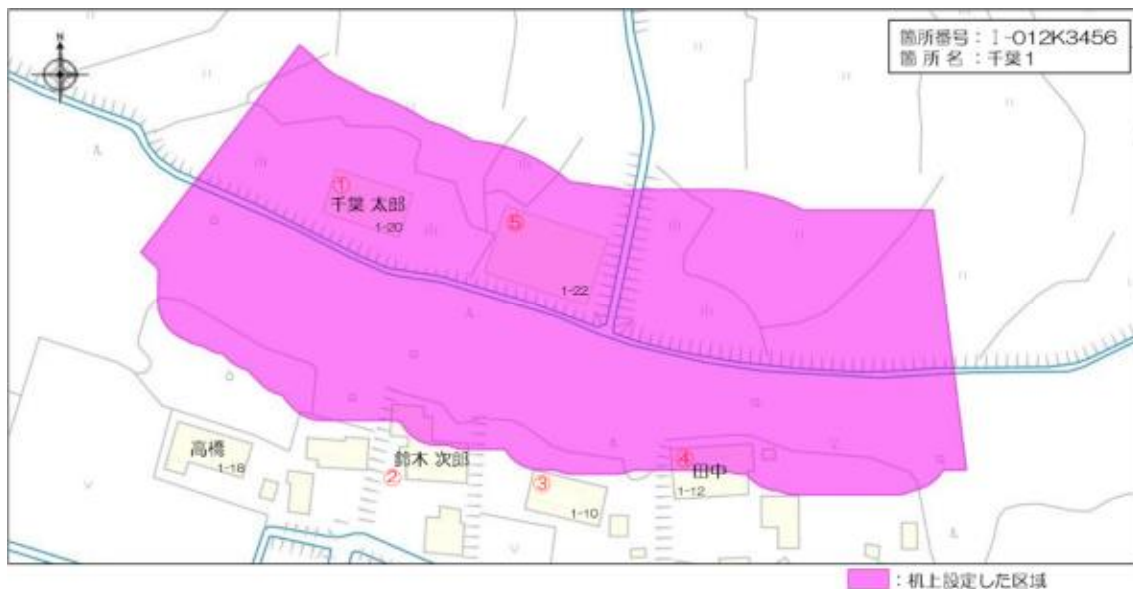 N
箇所番号：Ⅰ-012K3456
箇所名：千葉1
①
千葉 太郎
1-20
⑤
1-22
高橋
1-18
鈴木 次郎
②
③
1-10
④
田中
1-12
：机上設定した区域